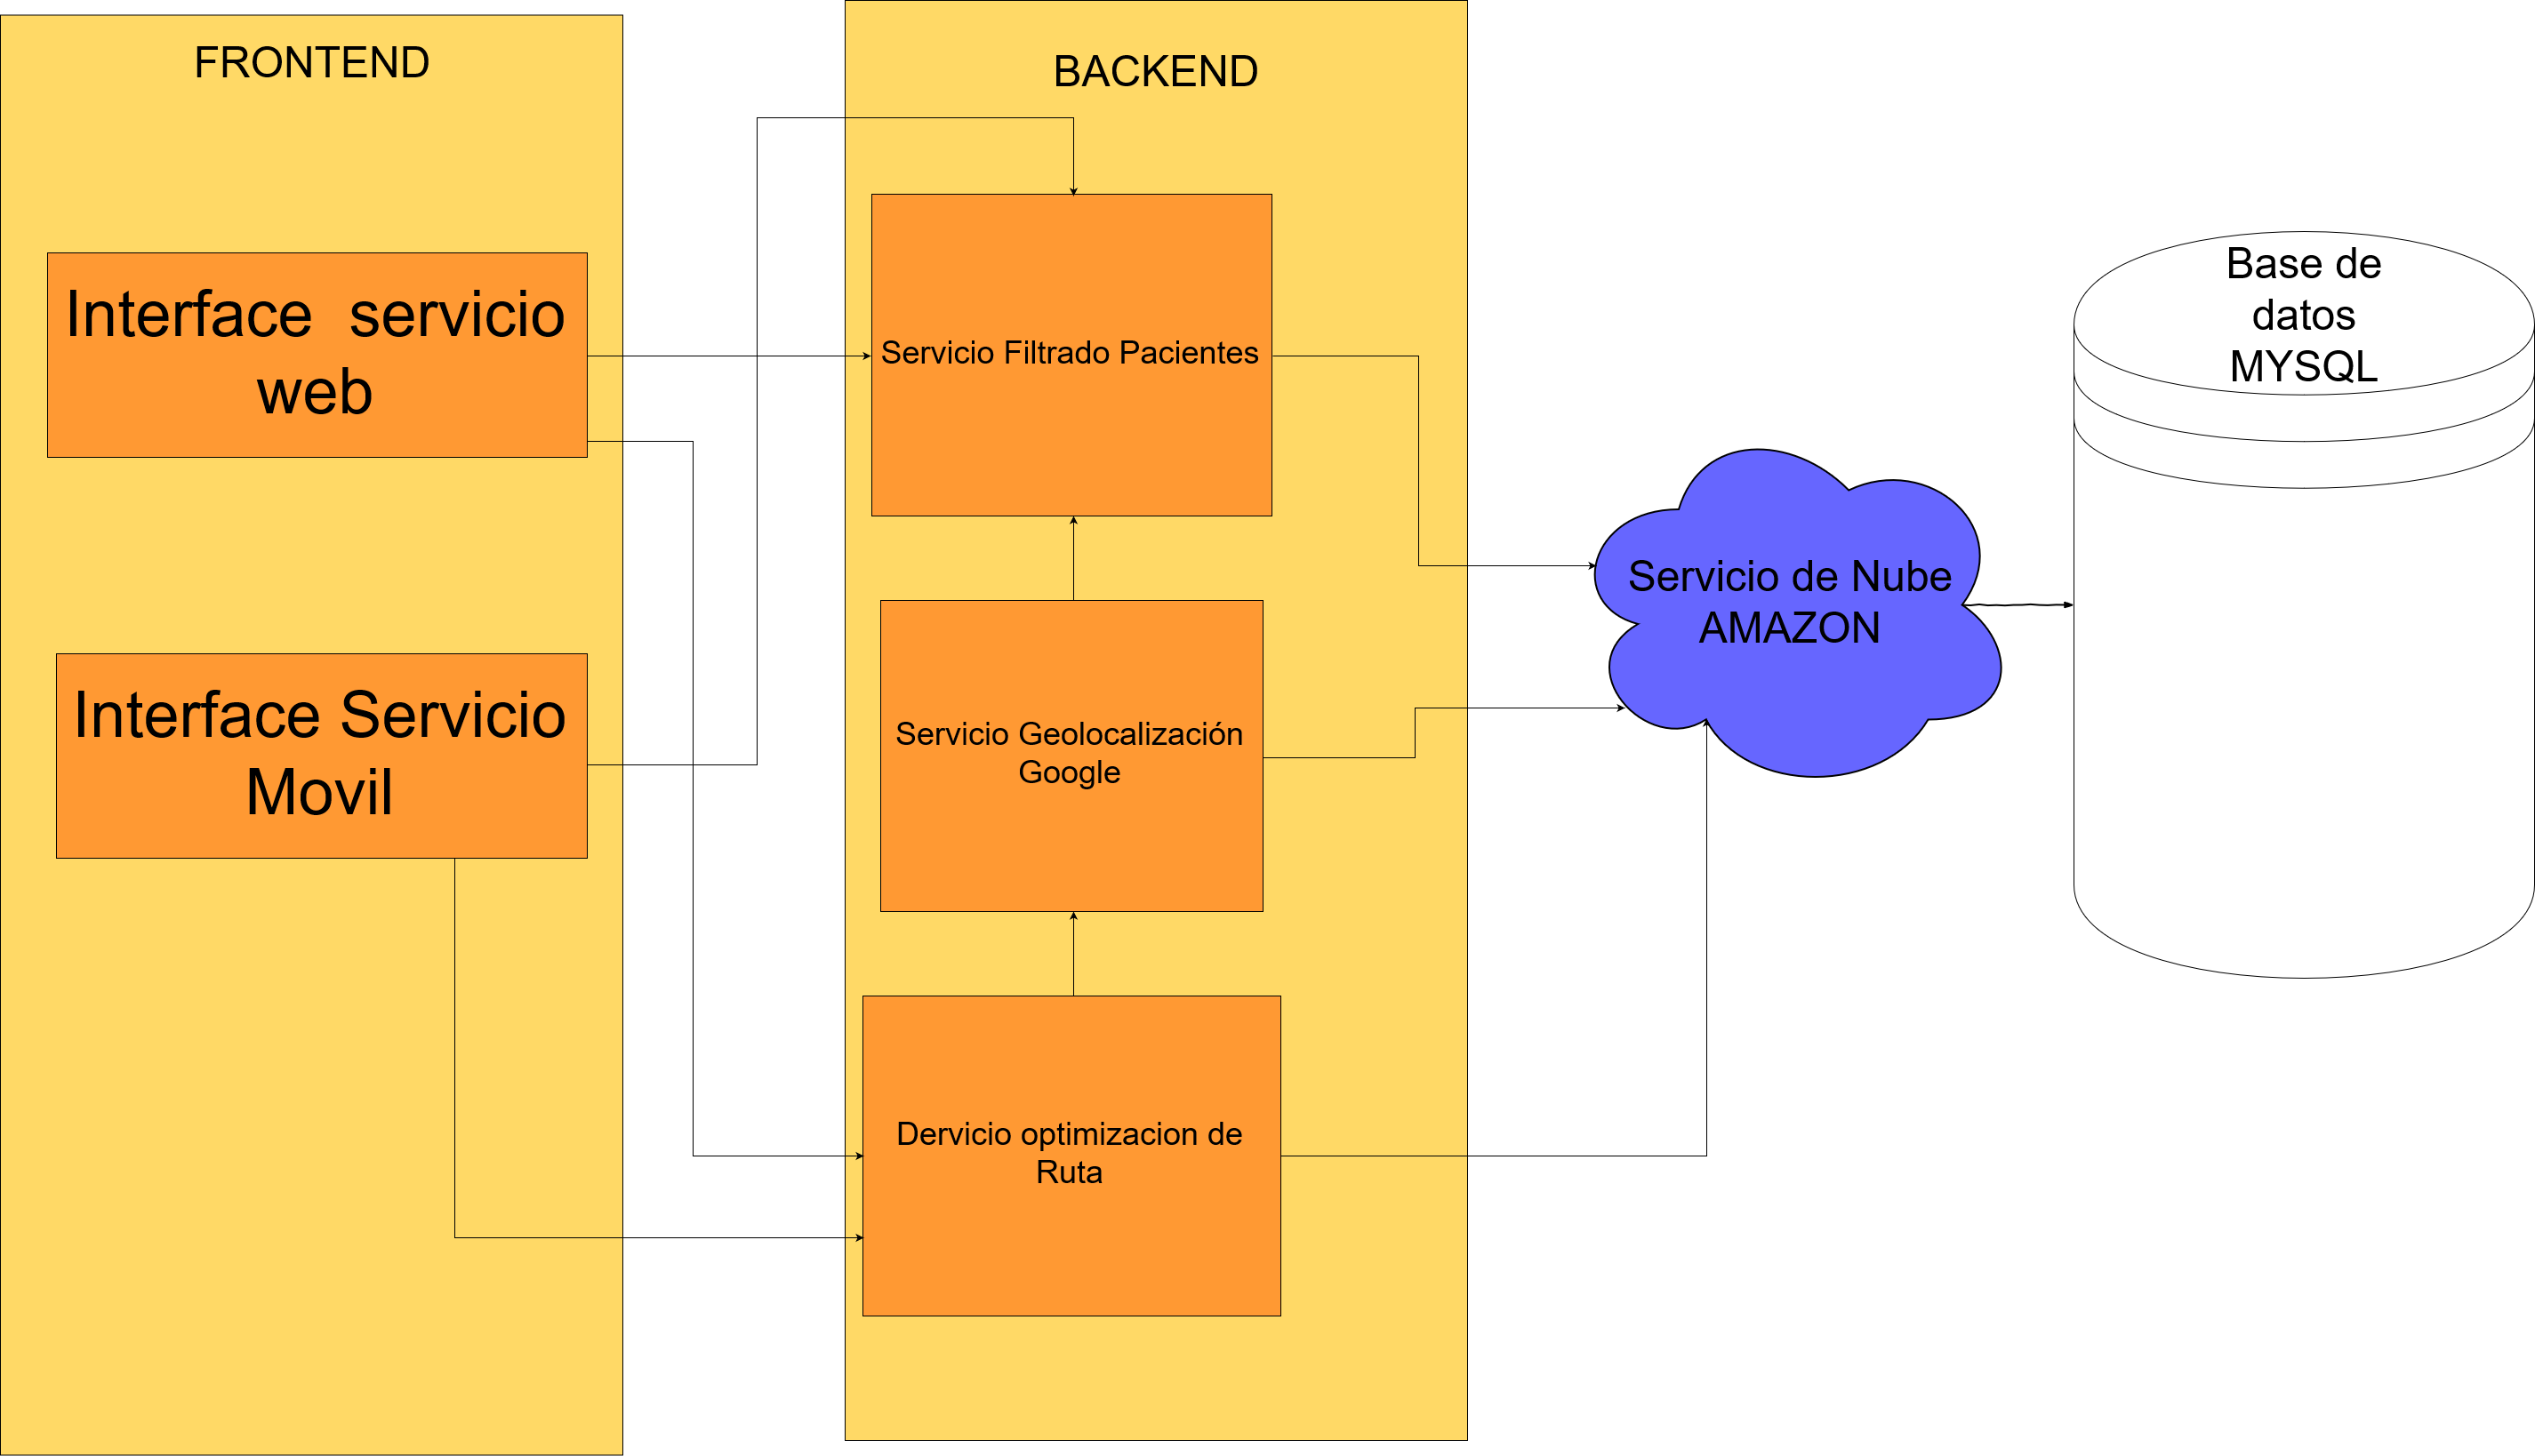 FRONTEND
Interface  servicio
web
Interface Servicio
Movil
BACKEND
Servicio Filtrado Pacientes
Servicio Geolocalización
Google
Dervicio optimizacion de
Ruta
Servicio de Nube
AMAZON
Base de
datos
MYSQL